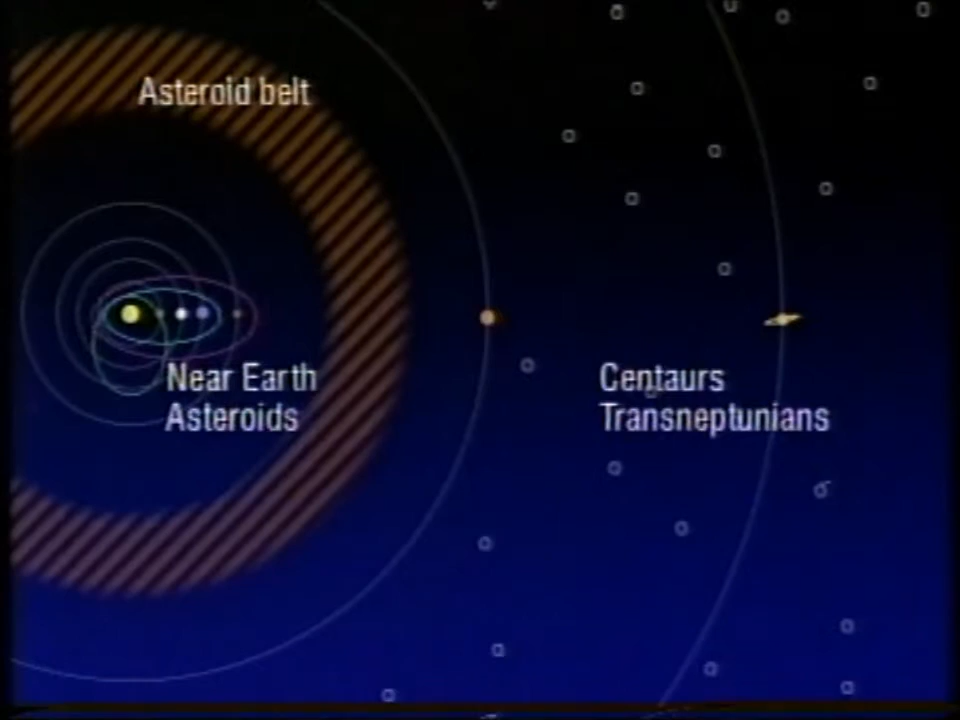 Asteroid belt
Near Earth
Asteroids
Centaurs
Transneptunians